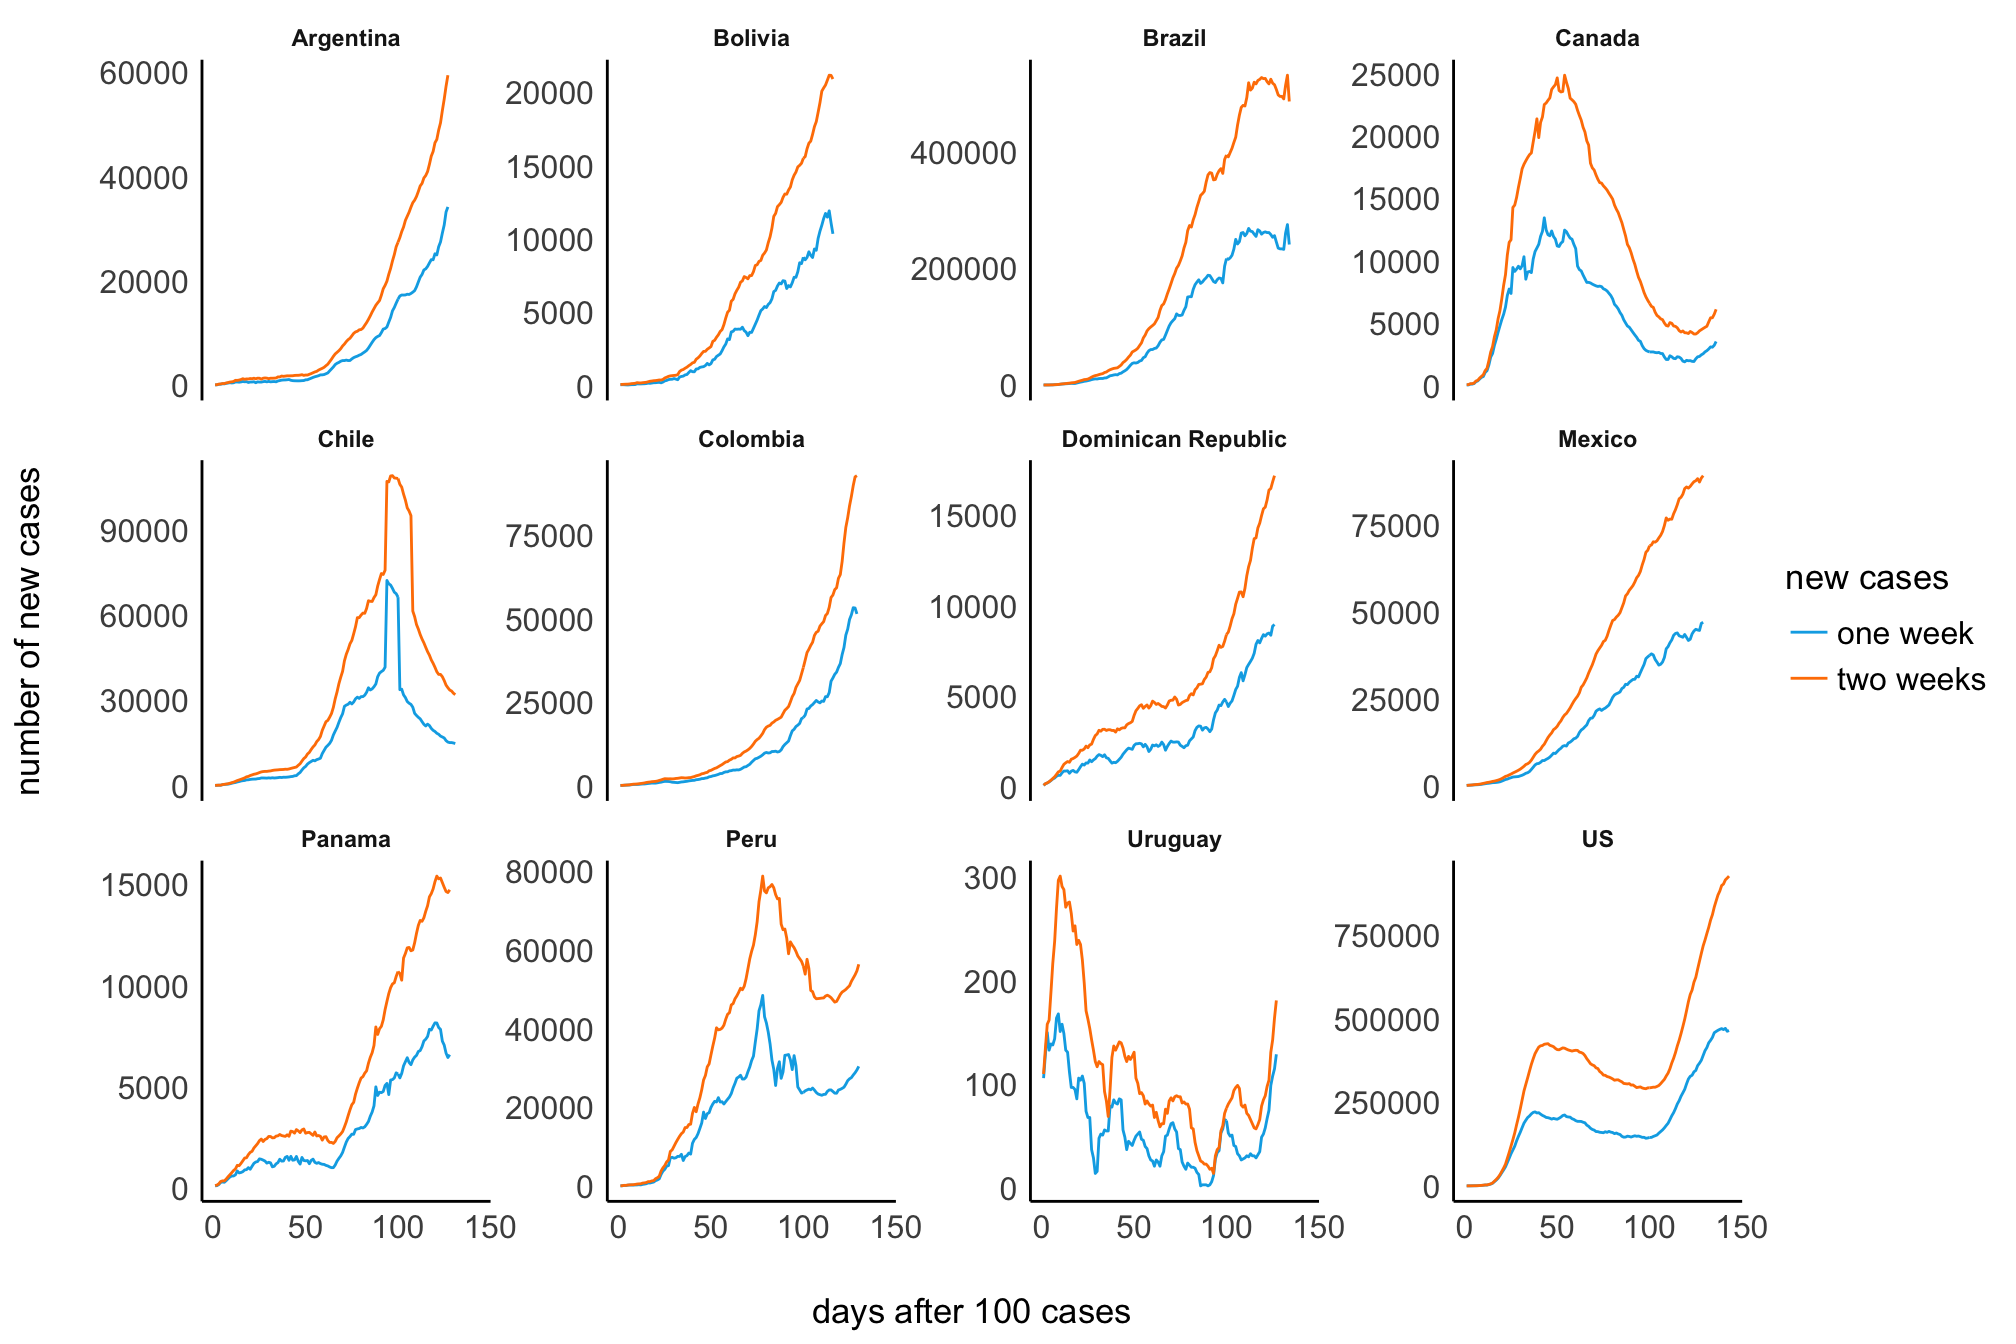 Argentina
Bolivia
Brazil
Canada
60000
40000
20000
0
20000
15000
10000
5000
0
400000
200000
0
25000
20000
15000
10000
5000
0
Chile
Colombia
Dominican Republic
Mexico
90000
60000
30000
0
75000
50000
25000
0
15000
10000
5000
0
75000
50000
25000
0
Panama
Peru
Uruguay
US
15000
10000
5000
0
80000
60000
40000
20000
0
300
200
100
0
750000
500000
250000
0
0 50 100 150
0 50 100 150
0 50 100 150
0 50 100 150
number of new cases
days after 100 cases
new cases
one week
two weeks